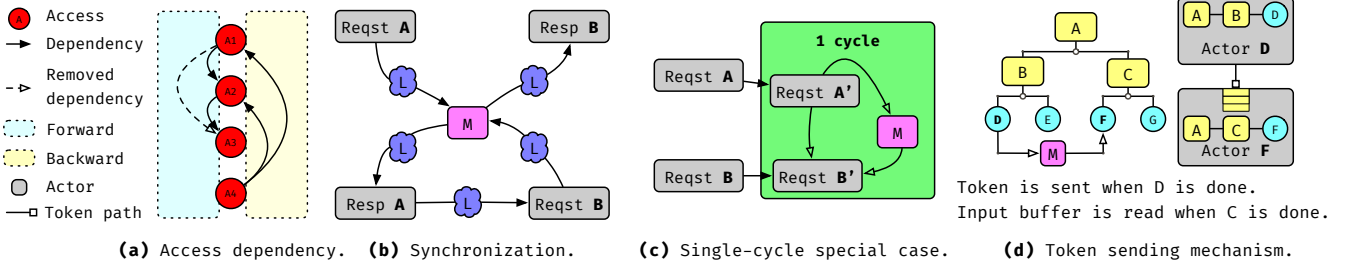 A Access
Dependency
Removed
dependency
Forward
Backward
Actor
Token path
A1
A2
A3
A4
(a) Access dependency.
Reqst A
Resp B
L
L
M
L
L
Resp A
L
Reqst B
(b) Synchronization.
1 cycle
Reqst A
Reqst A'
M
Reqst B
Reqst B'
(c) Single-cycle special case.
A
B
C
D
E
F
G
M
A B D
Actor D
A C F
Actor F
Token is sent when D is done.
Input buffer is read when C is done.
(d) Token sending mechanism.